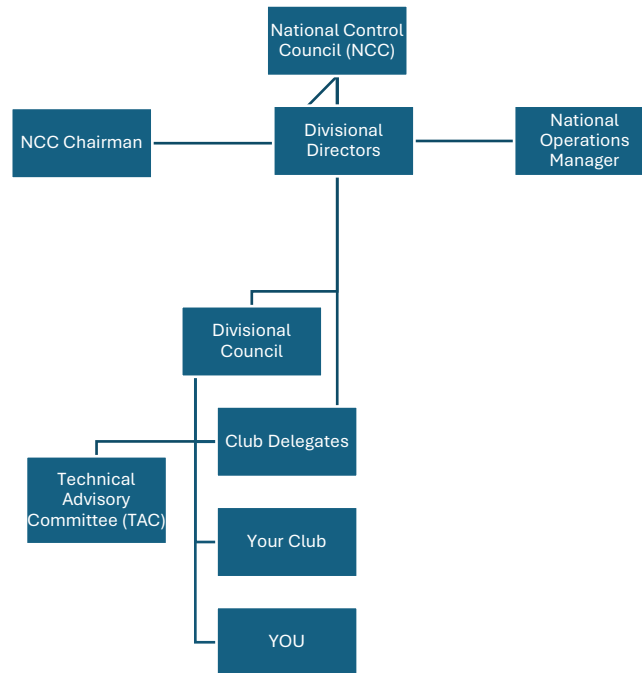 National Control
Council (NCC)
NCC Chairman
Divisional
Directors
National
Operations
Manager
Divisional
Council
Club Delegates
Technical
Advisory
Committee (TAC)
Your Club
YOU